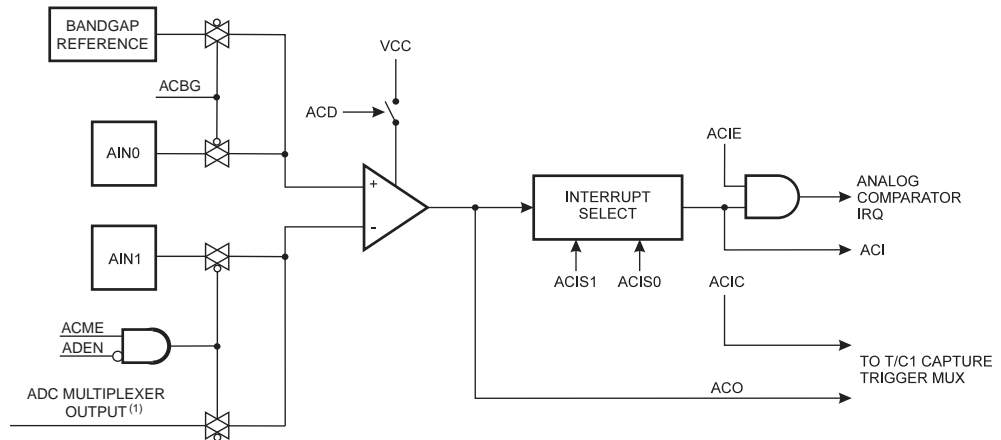 BANDGAP
REFERENCE
ACBG
AIN0
VCC
ACD
+
-
AIN1
ACME
ADEN
ADC MULTIPLEXER
OUTPUT (1)
INTERRUPT
SELECT
ACIS1 ACIS0
ACIE
ANALOG
COMPARATOR
IRQ
ACI
ACIC
TO T/C1 CAPTURE
TRIGGER MUX
ACO